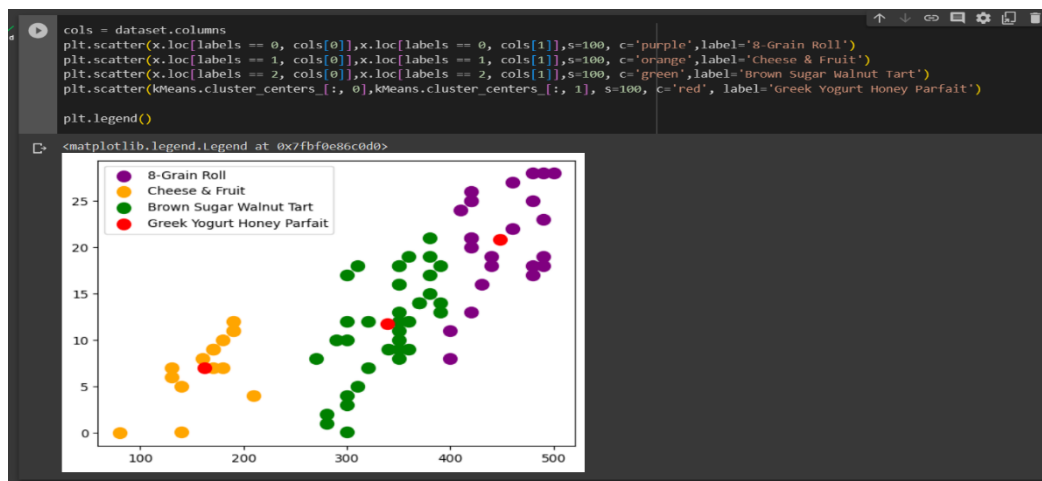 cols = dataset.columns
plt.scatter(x.loc[labels == 0, cols[0]],x.loc[labels == 0, cols[1]],s=100, c='purple',label='8-Grain Roll')
plt.scatter(x.loc[labels == 1, cols[0]],x.loc[labels == 1, cols[1]],s=100, c='orange',label='Cheese & Fruit')
plt.scatter(x.loc[labels == 2, cols[0]],x.loc[labels == 2, cols[1]],s=100, c='green',label='Brown Sugar Walnut Tart')
plt.scatter(kMeans.cluster_centers_[:, 0],kMeans.cluster_centers_[:, 1], s=100, c='red', label='Greek Yogurt Honey Parfait')
plt.legend()
<matplotlib.legend.Legend at 0x7fbf0e86c0d0>
8-Grain Roll
Cheese & Fruit
Brown Sugar Walnut Tart
Greek Yogurt Honey Parfait
25
20
15
10
5
0
100 200 300 400 500